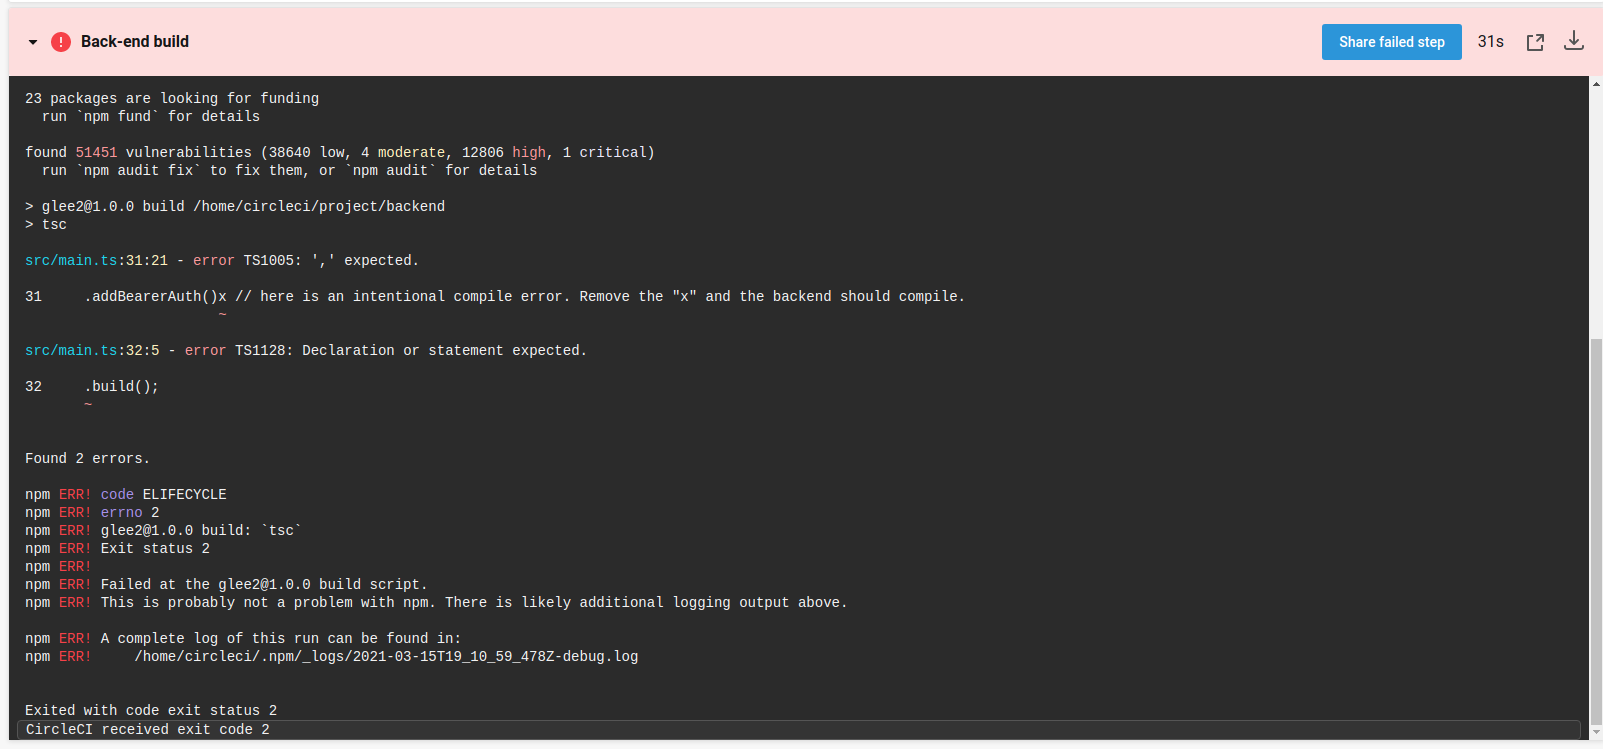 Back-end build
Share failed step
31s
23 packages are looking for funding
  run `npm fund` for details
found 51451 vulnerabilities (38640 low, 4 moderate, 12806 high, 1 critical)
  run `npm audit fix` to fix them, or `npm audit` for details
> glee2@1.0.0 build /home/circleci/project/backend
> tsc
src/main.ts:31:21 - error TS1005: ',' expected.
31     .addBearerAuth()x // here is an intentional compile error. Remove the "x" and the backend should compile.
                       ~
src/main.ts:32:5 - error TS1128: Declaration or statement expected.
32     .build();
       ~
Found 2 errors.
npm ERR! code ELIFECYCLE
npm ERR! errno 2
npm ERR! glee2@1.0.0 build: `tsc`
npm ERR! Exit status 2
npm ERR!
npm ERR! Failed at the glee2@1.0.0 build script.
npm ERR! This is probably not a problem with npm. There is likely additional logging output above.
npm ERR! A complete log of this run can be found in:
npm ERR!     /home/circleci/.npm/_logs/2021-03-15T19_10_59_478Z-debug.log
Exited with code exit status 2
CircleCI received exit code 2